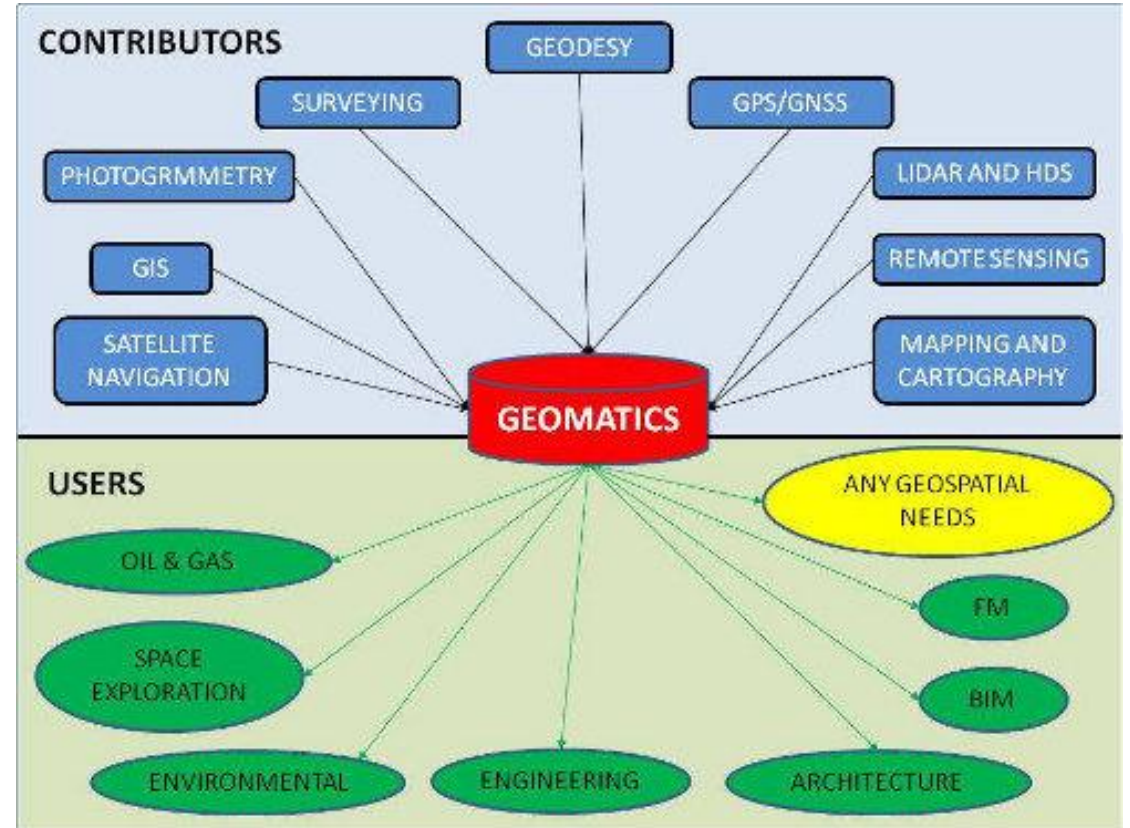 CONTRIBUTORS
GEODESY
SURVEYING
GPS/GNSS
PHOTOGRMMETRY
LIDAR AND HDS
GIS
REMOTE SENSING
SATELLITE
NAVIGATION
MAPPING AND
CARTOGRAPHY
GEOMATICS
USERS
ANY GEOSPATIAL
NEEDS
OIL & GAS
FM
SPACE
EXPLORATION
BIM
ENVIRONMENTAL
ENGINEERING
ARCHITECTURE